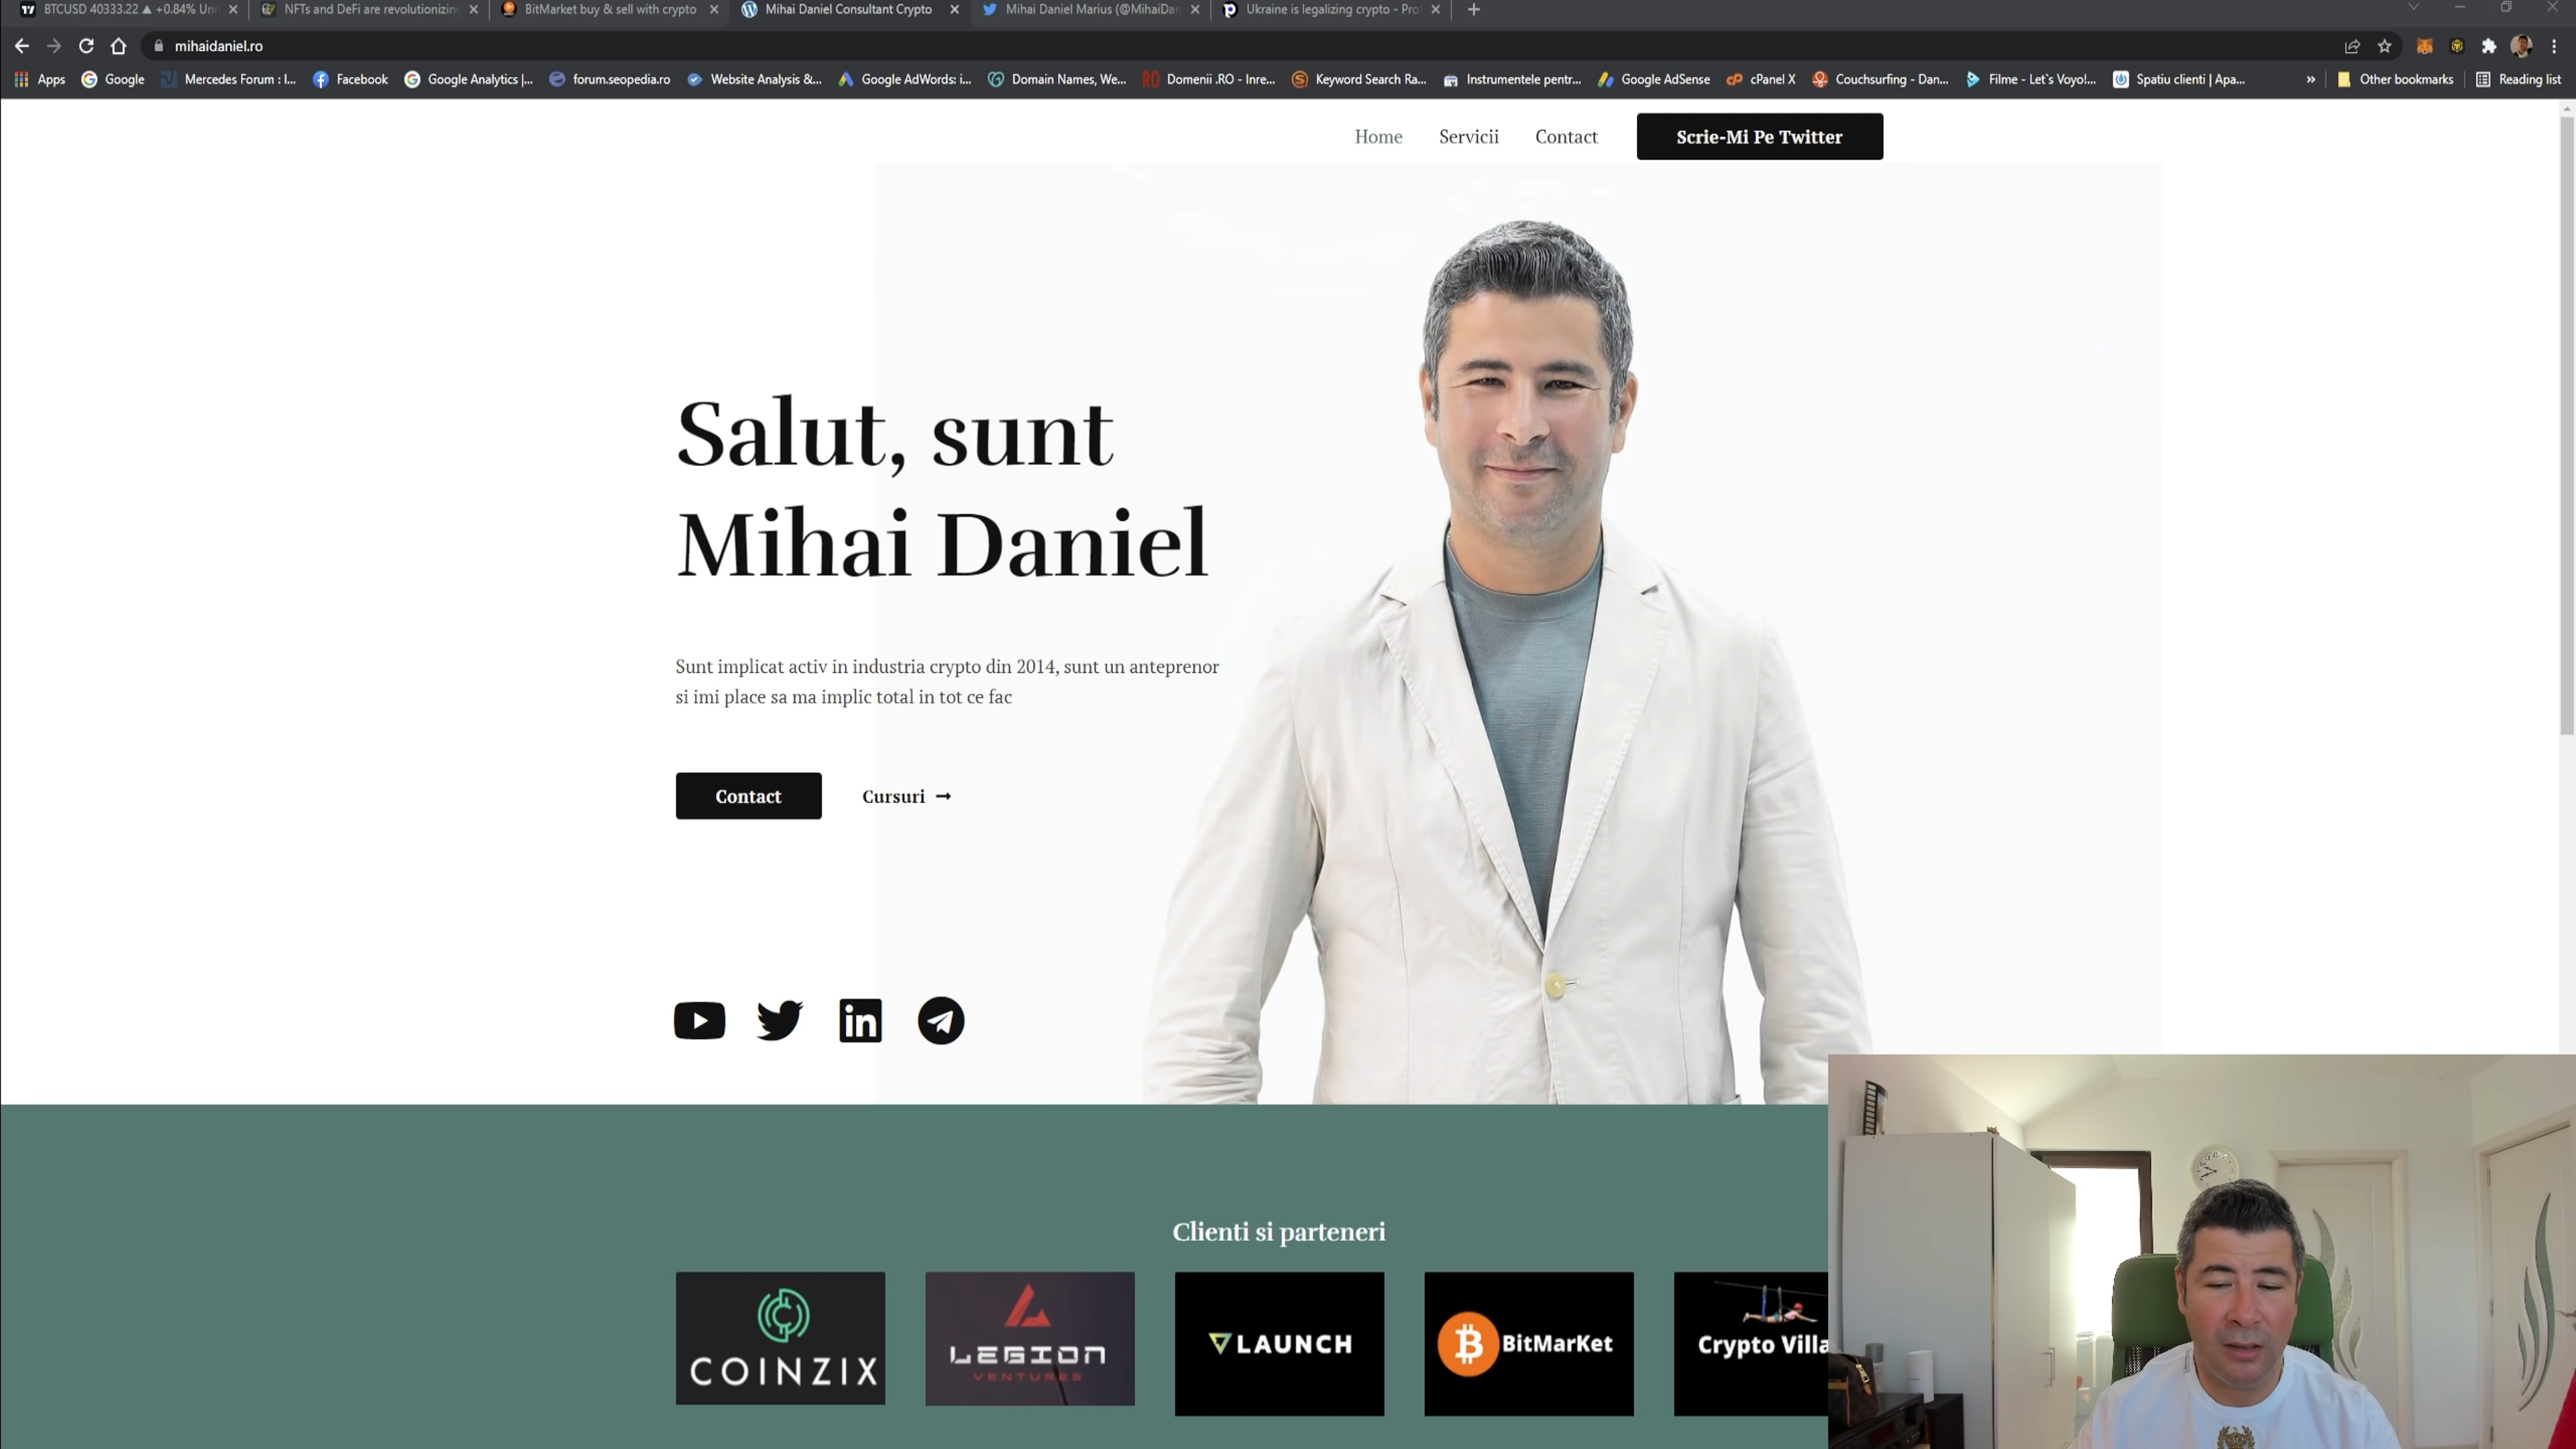 BTCUSD 40333.22 ▲ +0.84%
NFTs and DeFi are revolutionizing
BitMarket buy & sell with crypto
Mihai Daniel Consultant Crypto
Mihai Daniel Marius (@MihaiDan
Ukraine is legalizing crypto - Pro
mihaidaniel.ro
Apps
Google
Mercedes Forum : I...
Facebook
Google Analytics |...
forum.seopedia.ro
Website Analysis &...
Google AdWords: i...
Domain Names, We...
Domenii .RO - Inre...
Keyword Search Ra...
Instrumentele pentr...
Google AdSense
cPanel X
Couchsurfing - Dan...
Filme - Let`s Voyo!...
Spatiu clienti | Apa...
»
Other bookmarks
Reading list
Home
Servicii
Contact
Scrie-Mi Pe Twitter
Salut, sunt
Mihai Daniel
Sunt implicat activ in industria crypto din 2014, sunt un anteprenor
si imi place sa ma implic total in tot ce fac
Contact
Cursuri →
in
Clienti si parteneri
COINZIX
LEGION
VENTURES
LAUNCH
BitMarKet
Crypto Villa